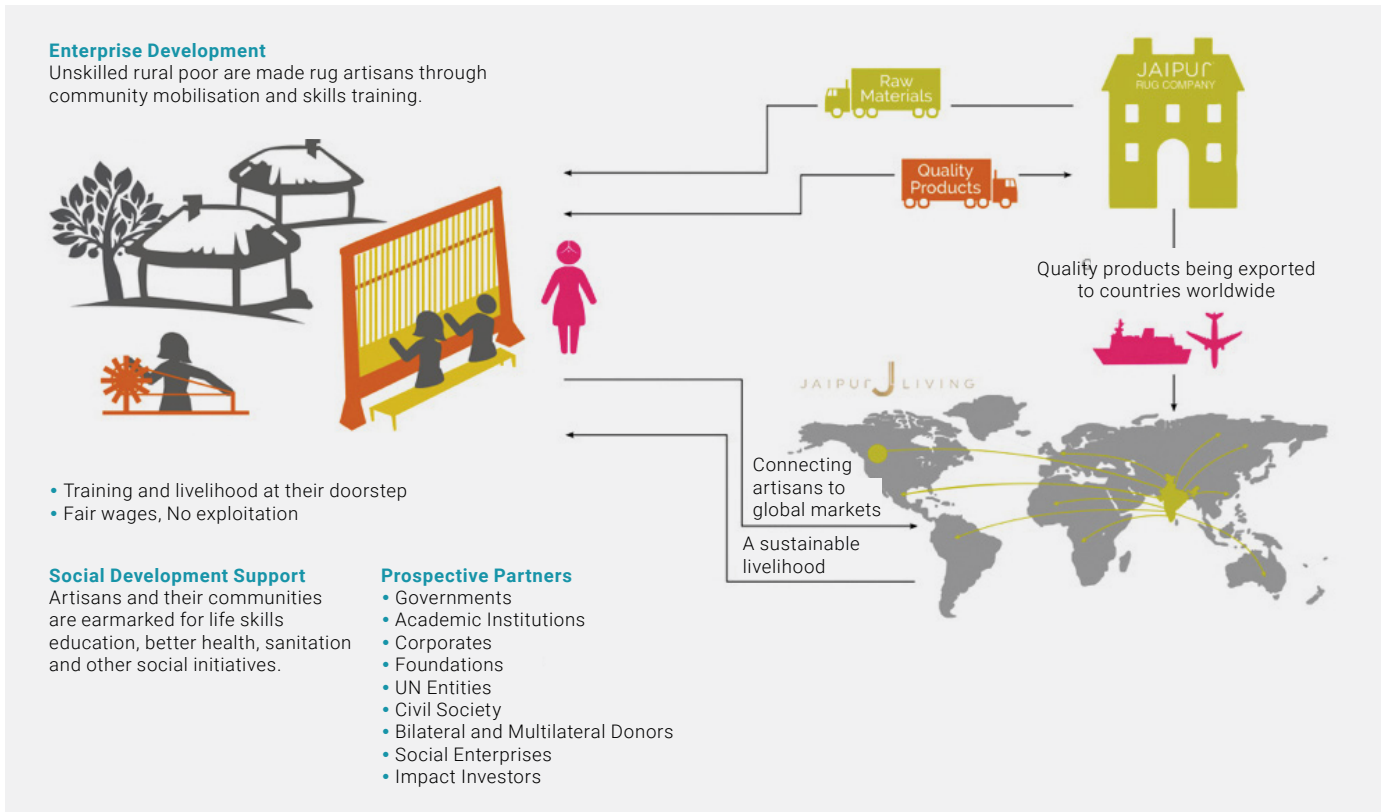 Enterprise Development
Unskilled rural poor are made rug artisans through
community mobilisation and skills training.
Raw
Materials
JAIPUR
RUG COMPANY
Quality
Products
Quality products being exported
to countries worldwide
JAIPUR J LIVING
Connecting
artisans to
global markets
A sustainable
livelihood
• Training and livelihood at their doorstep
• Fair wages, No exploitation
Social Development Support
Artisans and their communities
are earmarked for life skills
education, better health, sanitation
and other social initiatives.
Prospective Partners
• Governments
• Academic Institutions
• Corporates
• Foundations
• UN Entities
• Civil Society
• Bilateral and Multilateral Donors
• Social Enterprises
• Impact Investors